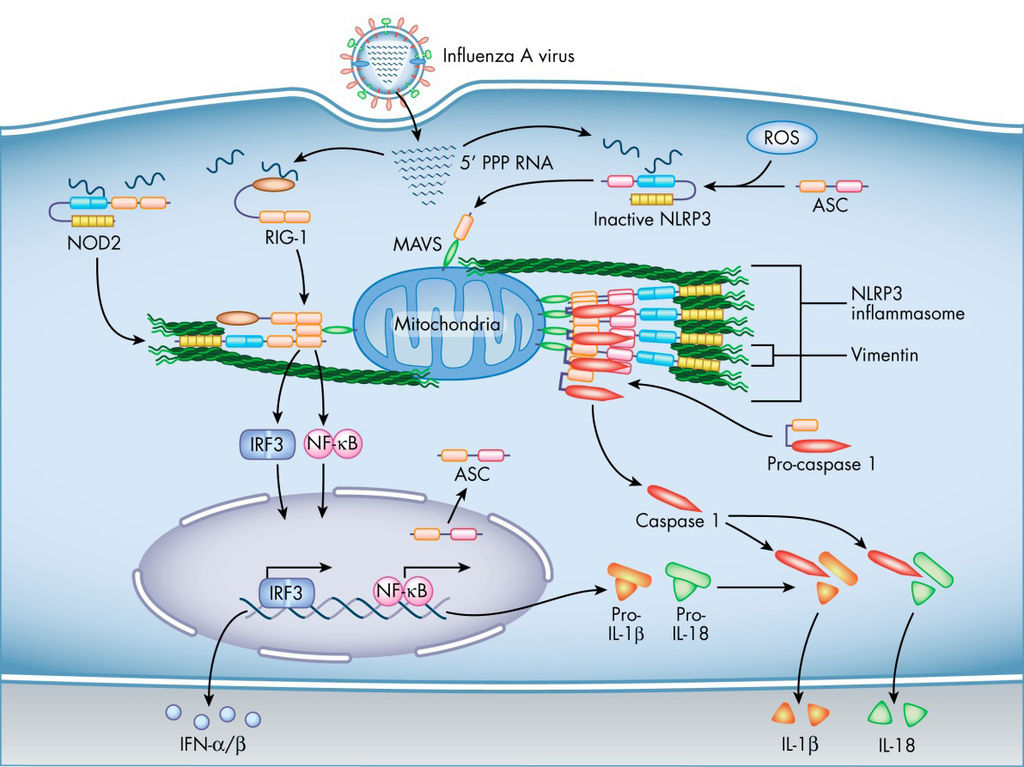 Influenza A virus
ROS
5' PPP RNA
ASC
Inactive NLRP3
NOD2
RIG-1
MAVS
Mitochondria
NLRP3
inflammasome
Vimentin
IRF3
NF-κB
Pro-caspase 1
ASC
Caspase 1
IRF3
NF-κB
Pro-
IL-1β
Pro-
IL-18
IFN-α/β
IL-1β
IL-18